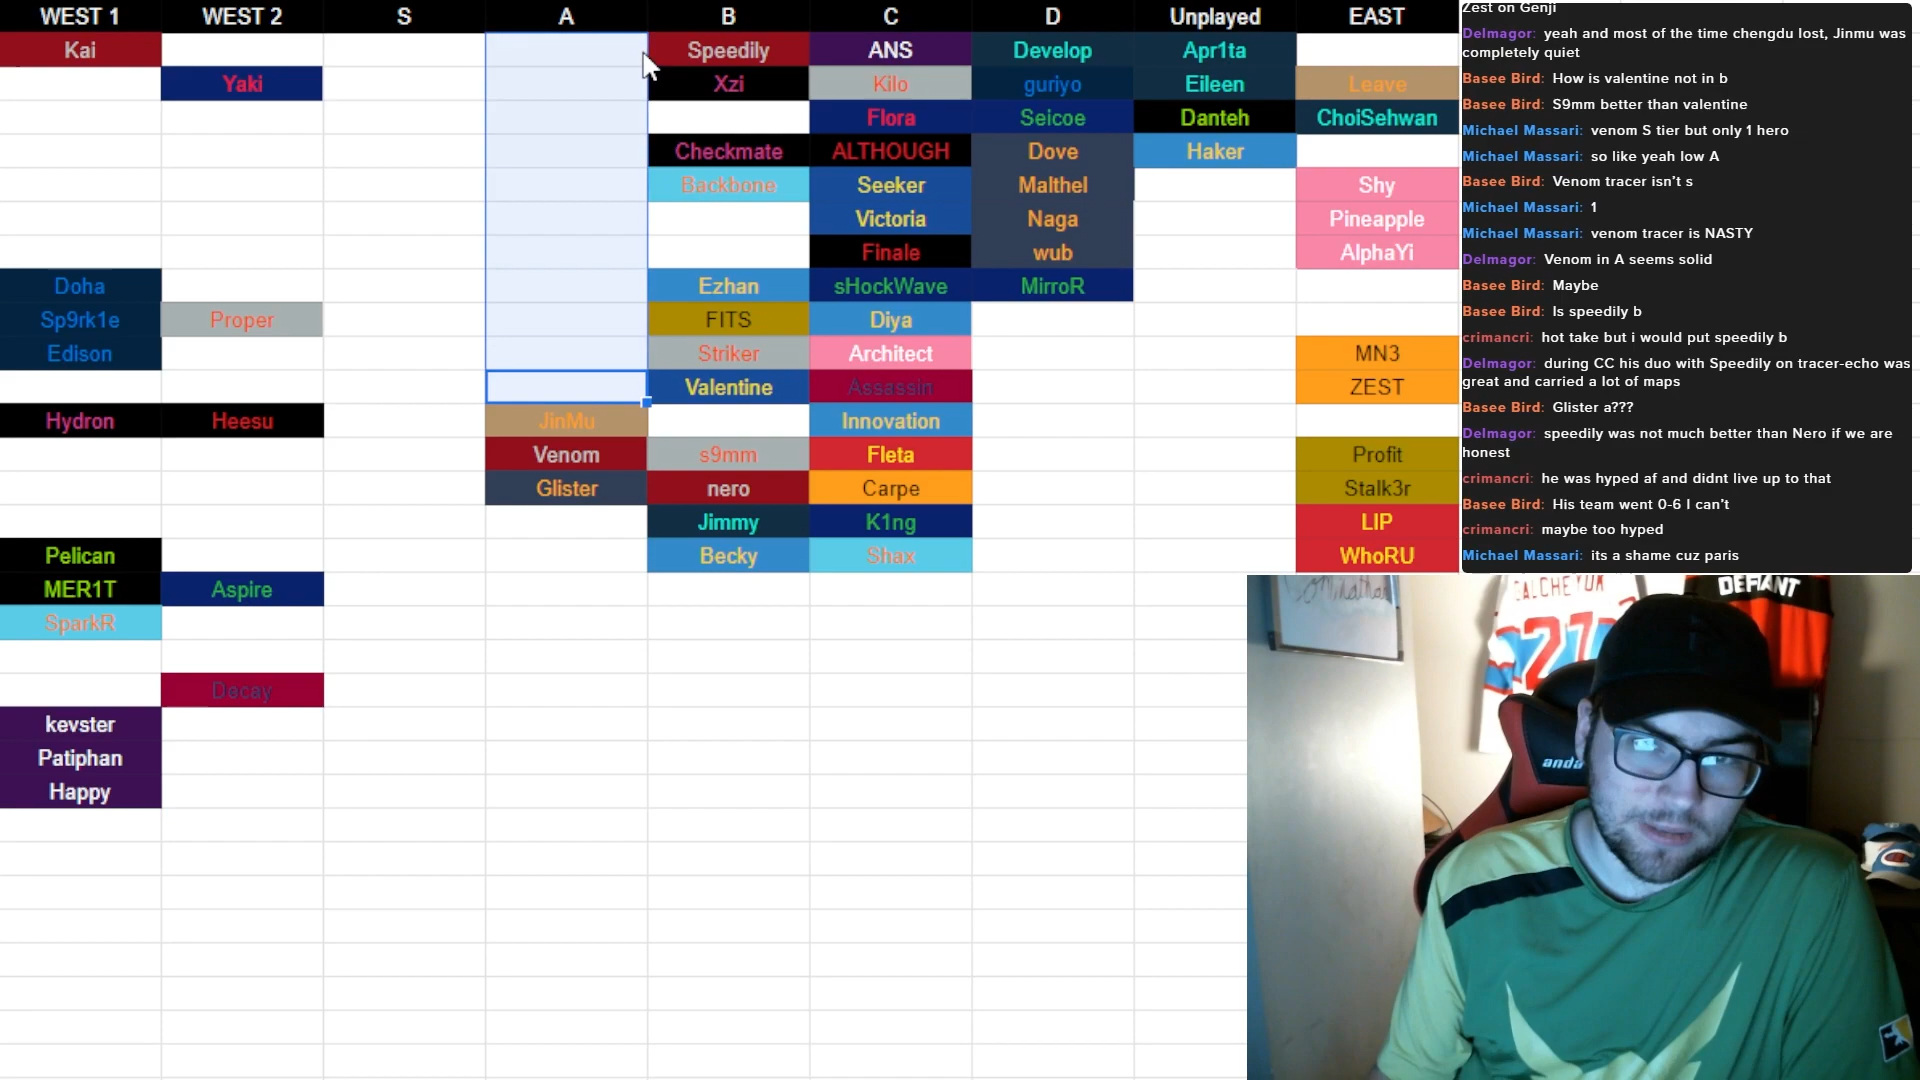 WEST 1 WEST 2 S A B C D Unplayed EAST
Kai Speedily ANS Develop Apr1ta
Yaki Xzi Kilo guriyo Eileen Leave
Flora Seicoe Danteh ChoiSehwan
Checkmate ALTHOUGH Dove Haker
Backbone Seeker Malthel Shy
Victoria Naga Pineapple
Finale wub AlphaYi
Doha Ezhan sHockWave MirroR
Sp9rk1e Proper FITS Diya
Edison Striker Architect MN3
Valentine Assassin ZEST
Hydron Heesu JinMu Innovation
Venom s9mm Fleta Profit
Glister nero Carpe Stalk3r
Jimmy K1ng LIP
Pelican Becky Shax WhoRU
MER1T Aspire
SparkR
Decay
kevster
Patiphan
Happy
Zest on Genji
Delmagor: yeah and most of the time chengdu lost, Jinmu was
completely quiet
Basee Bird: How is valentine not in b
Basee Bird: S9mm better than valentine
Michael Massari: venom S tier but only 1 hero
Michael Massari: so like yeah low A
Basee Bird: Venom tracer isn't s
Michael Massari: 1
Michael Massari: venom tracer is NASTY
Delmagor: Venom in A seems solid
Basee Bird: Maybe
Basee Bird: Is speedily b
crimancri: hot take but i would put speedily b
Delmagor: during CC his duo with Speedily on tracer-echo was
great and carried a lot of maps
Basee Bird: Glister a???
Delmagor: speedily was not much better than Nero if we are
honest
crimancri: he was hyped af and didnt live up to that
Basee Bird: His team went 0-6 I can't
crimancri: maybe too hyped
Michael Massari: its a shame cuz paris
DEFIANT
27
anda